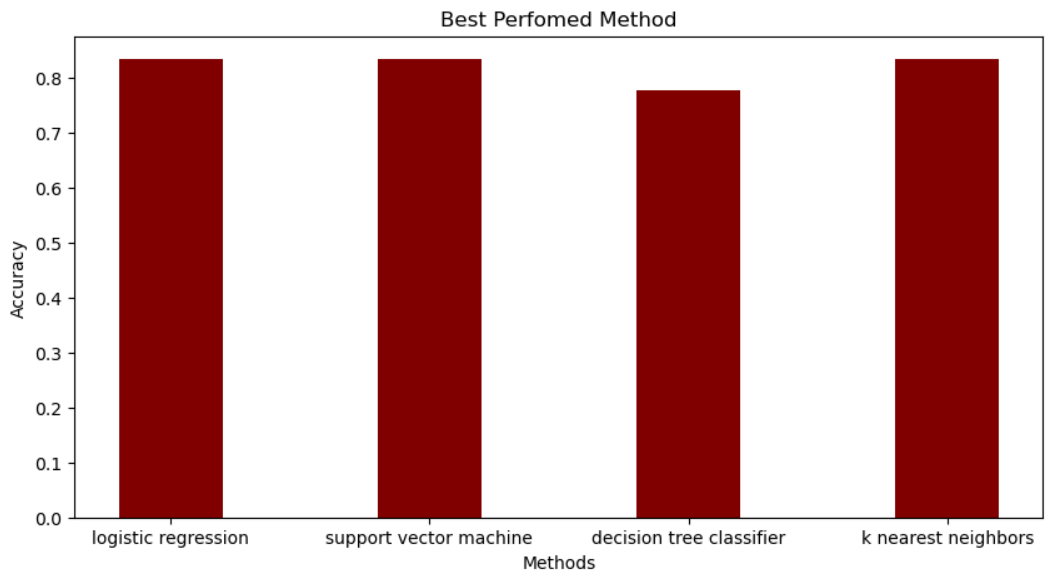 Best Perfomed Method
Accuracy
0.8
0.7
0.6
0.5
0.4
0.3
0.2
0.1
0.0
logistic regression
support vector machine
decision tree classifier
k nearest neighbors
Methods